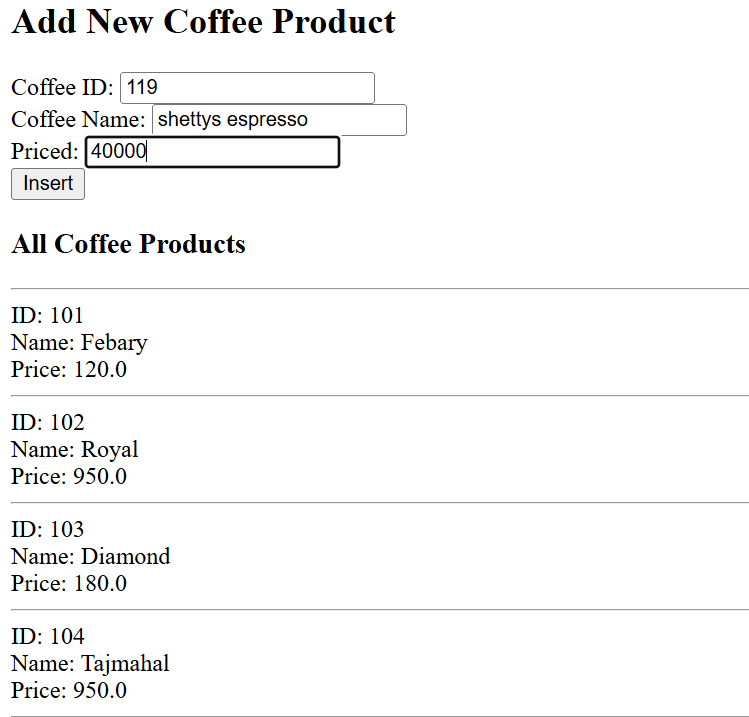 Add New Coffee Product
Coffee ID: 119
Coffee Name: shettys espresso
Priced: 40000
Insert
All Coffee Products
ID: 101
Name: Febary
Price: 120.0
ID: 102
Name: Royal
Price: 950.0
ID: 103
Name: Diamond
Price: 180.0
ID: 104
Name: Tajmahal
Price: 950.0